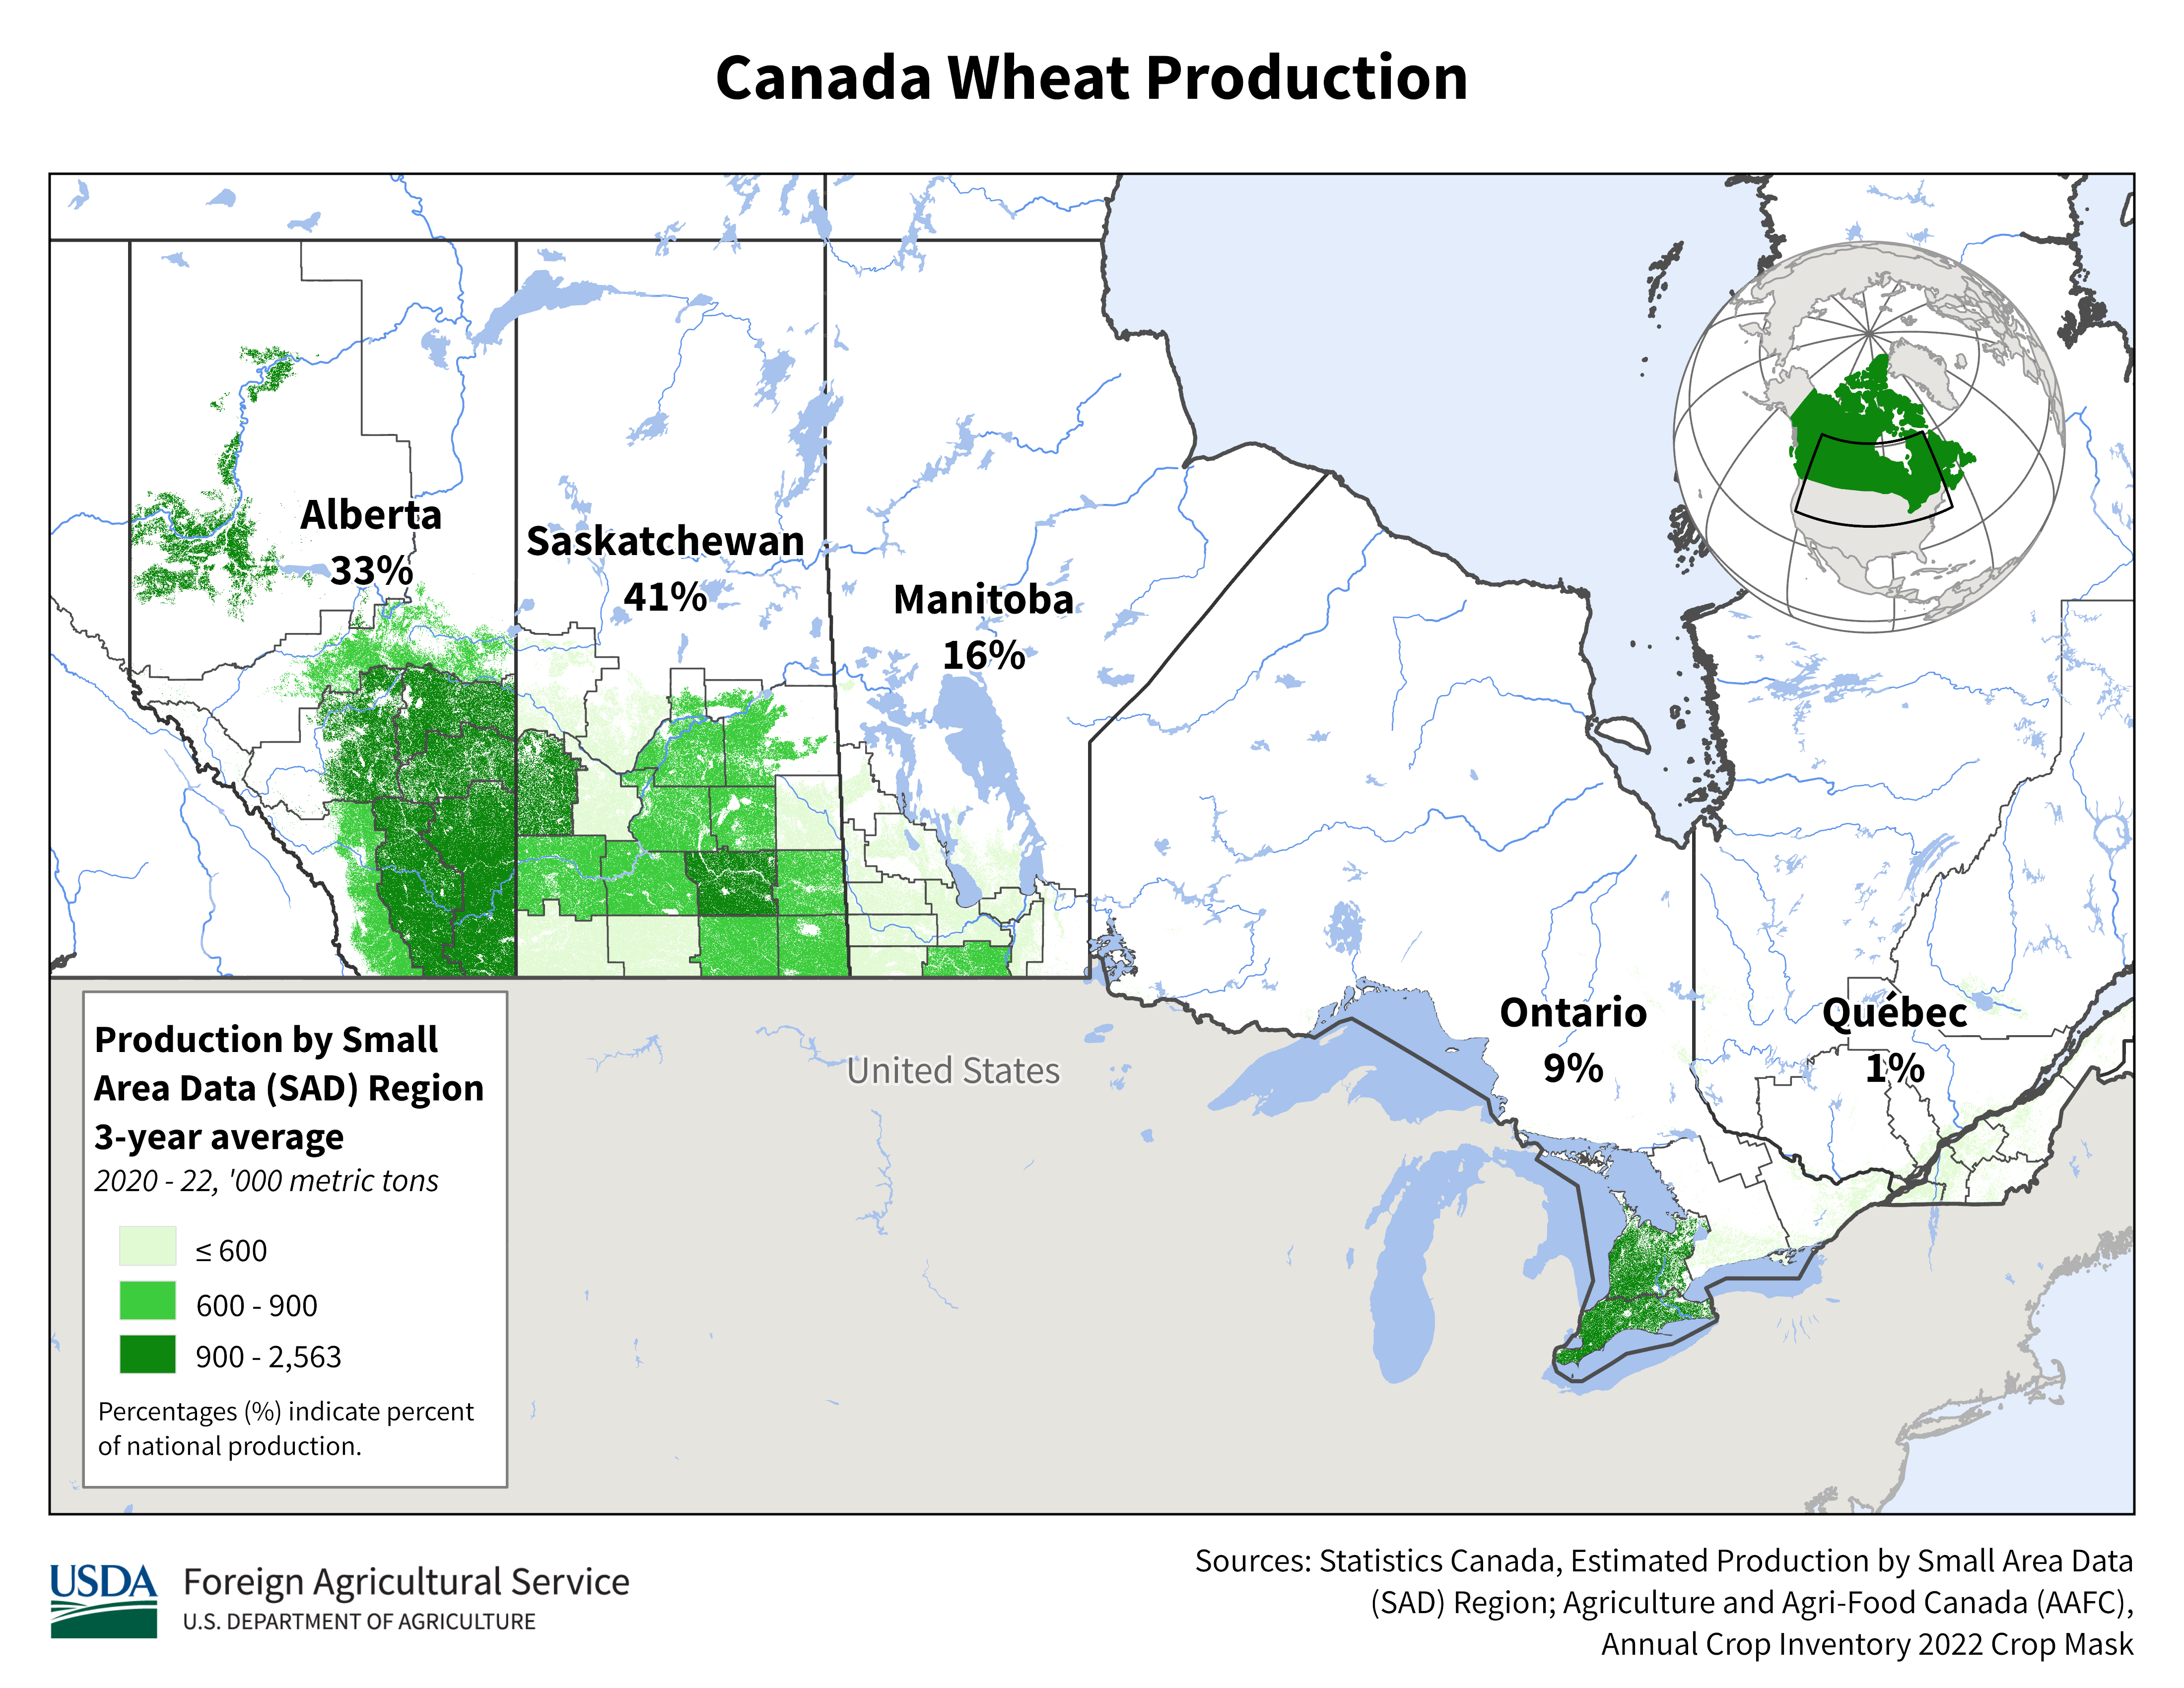 Canada Wheat Production
Alberta
33%
Saskatchewan
41%
Manitoba
16%
Ontario
9%
Québec
1%
United States
Production by Small
Area Data (SAD) Region
3-year average
2020 - 22, '000 metric tons
≤ 600
600 - 900
900 - 2,563
Percentages (%) indicate percent
of national production.
USDA
Foreign Agricultural Service
U.S. DEPARTMENT OF AGRICULTURE
Sources: Statistics Canada, Estimated Production by Small Area Data
(SAD) Region; Agriculture and Agri-Food Canada (AAFC),
Annual Crop Inventory 2022 Crop Mask